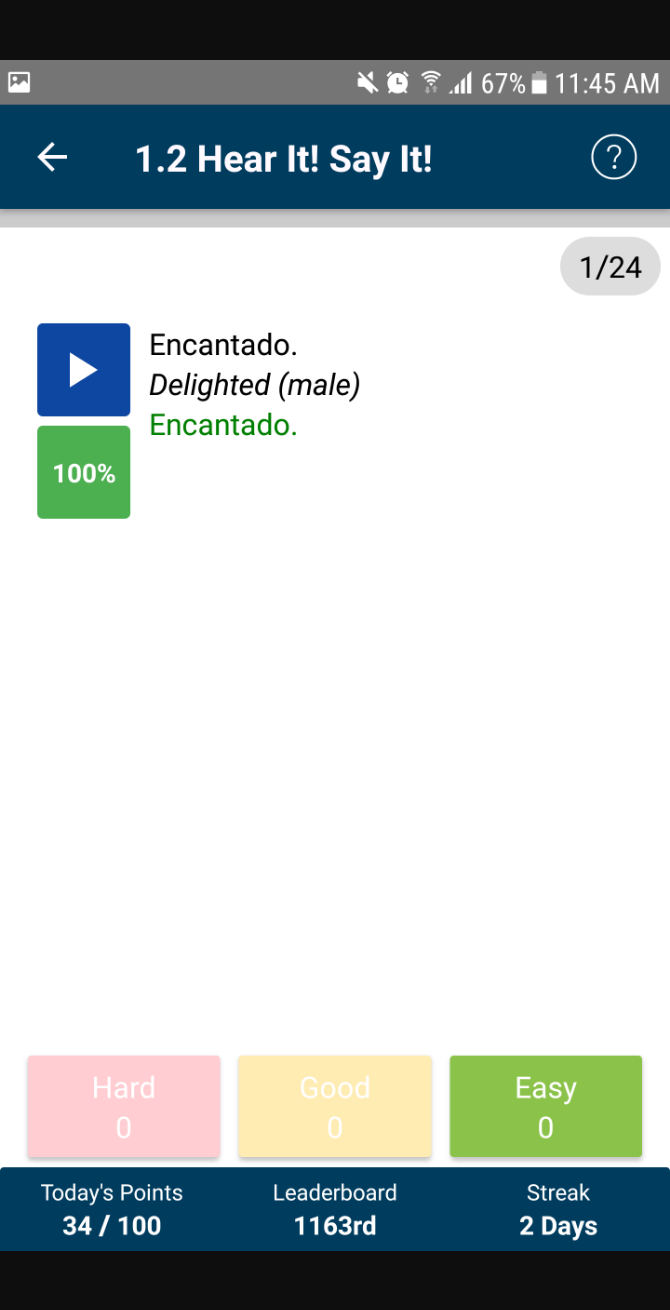 67% 11:45 AM
1.2 Hear It! Say It!
?
1/24
Encantado.
Delighted (male)
Encantado.
100%
Hard Good Easy
0 0 0
Today's Points Leaderboard Streak
34 / 100 1163rd 2 Days